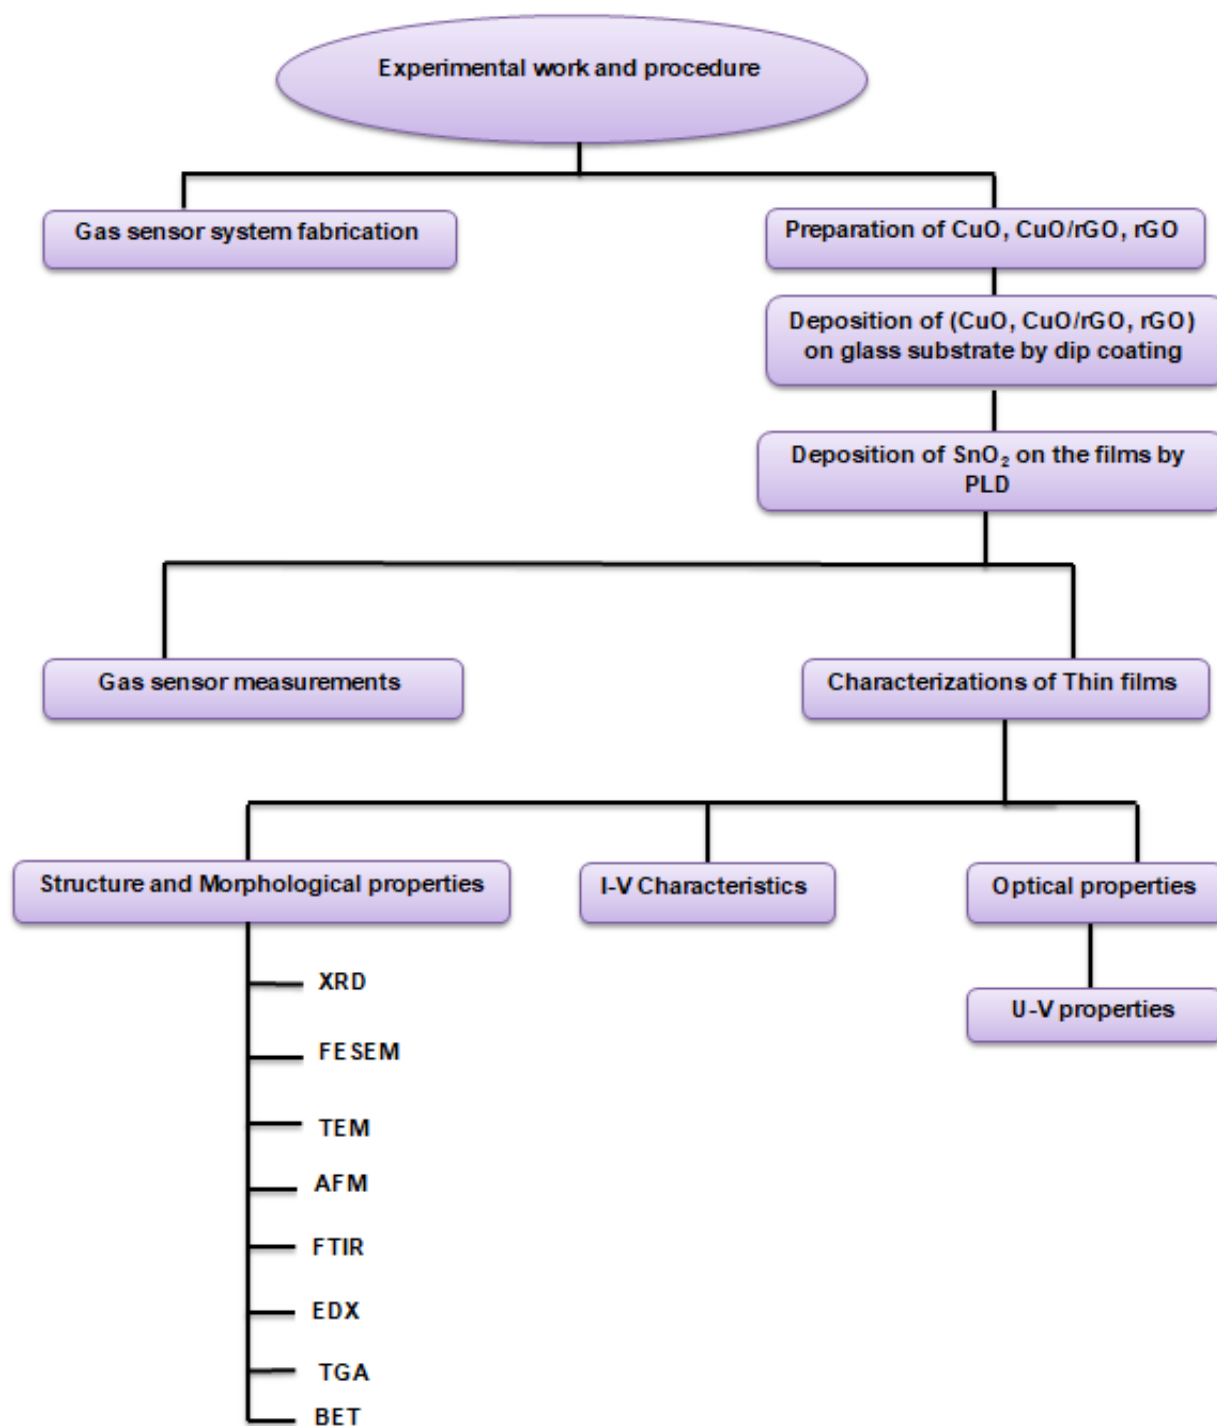 Experimental work and procedure
Gas sensor system fabrication
Preparation of CuO, CuO/rGO, rGO
Deposition of (CuO, CuO/rGO, rGO)
on glass substrate by dip coating
Deposition of SnO₂ on the films by
PLD
Gas sensor measurements
Characterizations of Thin films
Structure and Morphological properties
I-V Characteristics
Optical properties
U-V properties
XRD
FESEM
TEM
AFM
FTIR
EDX
TGA
BET